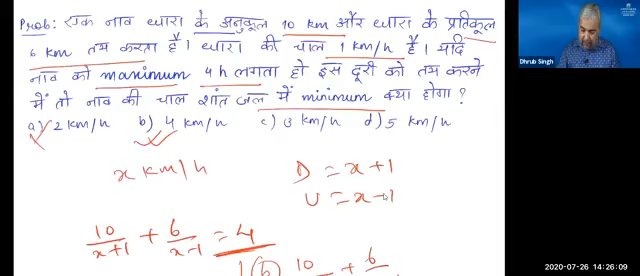 Prob: एक नाव धारा के अनुकूल 10 km और धारा के प्रतिकूल
6 km तय करता है। धारा की चाल 1 km/h है। यदि
नाव को maximum 4 h लगता हो इस दूरी को तय करने
में तो नाव की चाल शांत जल में minimum क्या होगा?
a) 2 km/h b) 4 km/h c) 3 km/h d) 5 km/h
x km/h D = x+1
U = x-1
10/x+1 + 6/x-1 = 4
(b) 10 + 6
Dhrub Singh
2020-07-26 14:26:09